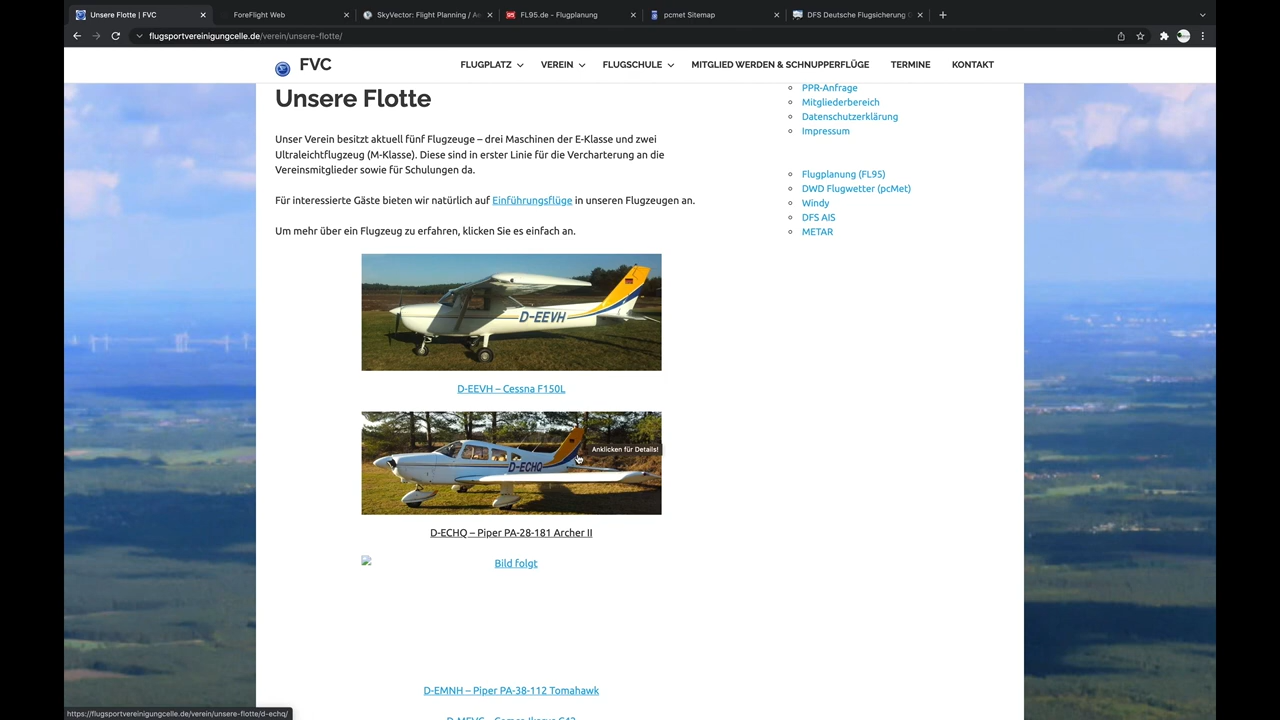 Unsere Flotte | FVC
ForeFlight Web
SkyVector: Flight Planning / Ae
FL95.de - Flugplanung
pcmet Sitemap
DFS Deutsche Flugsicherung G
flugsportvereinigungcelle.de/verein/unsere-flotte/
FVC
FLUGPLATZ
VEREIN
FLUGSCHULE
MITGLIED WERDEN & SCHNUPPERFLÜGE
TERMINE
KONTAKT
Unsere Flotte
Unser Verein besitzt aktuell fünf Flugzeuge – drei Maschinen der E-Klasse und zwei
Ultraleichtflugzeug (M-Klasse). Diese sind in erster Linie für die Vercharterung an die
Vereinsmitglieder sowie für Schulungen da.
Für interessierte Gäste bieten wir natürlich auf Einführungsflüge in unseren Flugzeugen an.
Um mehr über ein Flugzeug zu erfahren, klicken Sie es einfach an.
D-EEVH
D-EEVH – Cessna F150L
D-ECHQ
Anklicken für Details!
D-ECHQ – Piper PA-28-181 Archer II
Bild folgt
D-EMNH – Piper PA-38-112 Tomahawk
PPR-Anfrage
Mitgliederbereich
Datenschutzerklärung
Impressum
Flugplanung (FL95)
DWD Flugwetter (pcMet)
Windy
DFS AIS
METAR
https://flugsportvereinigungcelle.de/verein/unsere-flotte/d-echq/